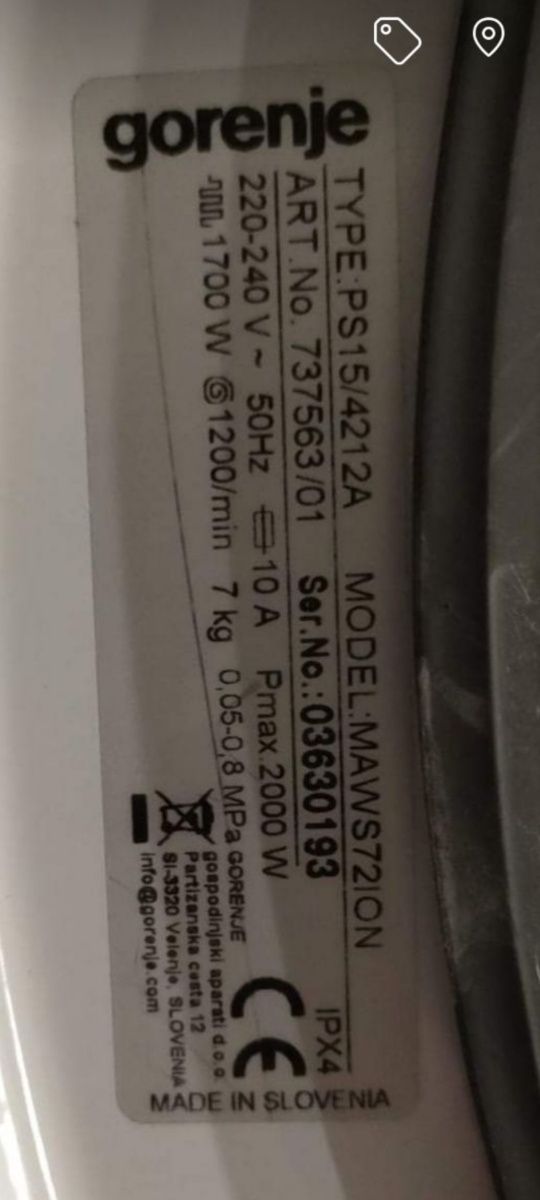 gorenje
TYPE:PS15/4212A MODEL:MAWS72ION
ART.No. 737563/01 Ser.No.:03630193 IPX4
220-240 V ~ 50Hz 10 A Pmax.2000 W
1700 W 1200/min 7 kg 0,05-0,8 MPa
GORENJE
gospodinjski aparati d.o.o.
Partizanska cesta 12
SI-3320 Velenje, SLOVENIA
info@gorenje.com
CE
MADE IN SLOVENIA